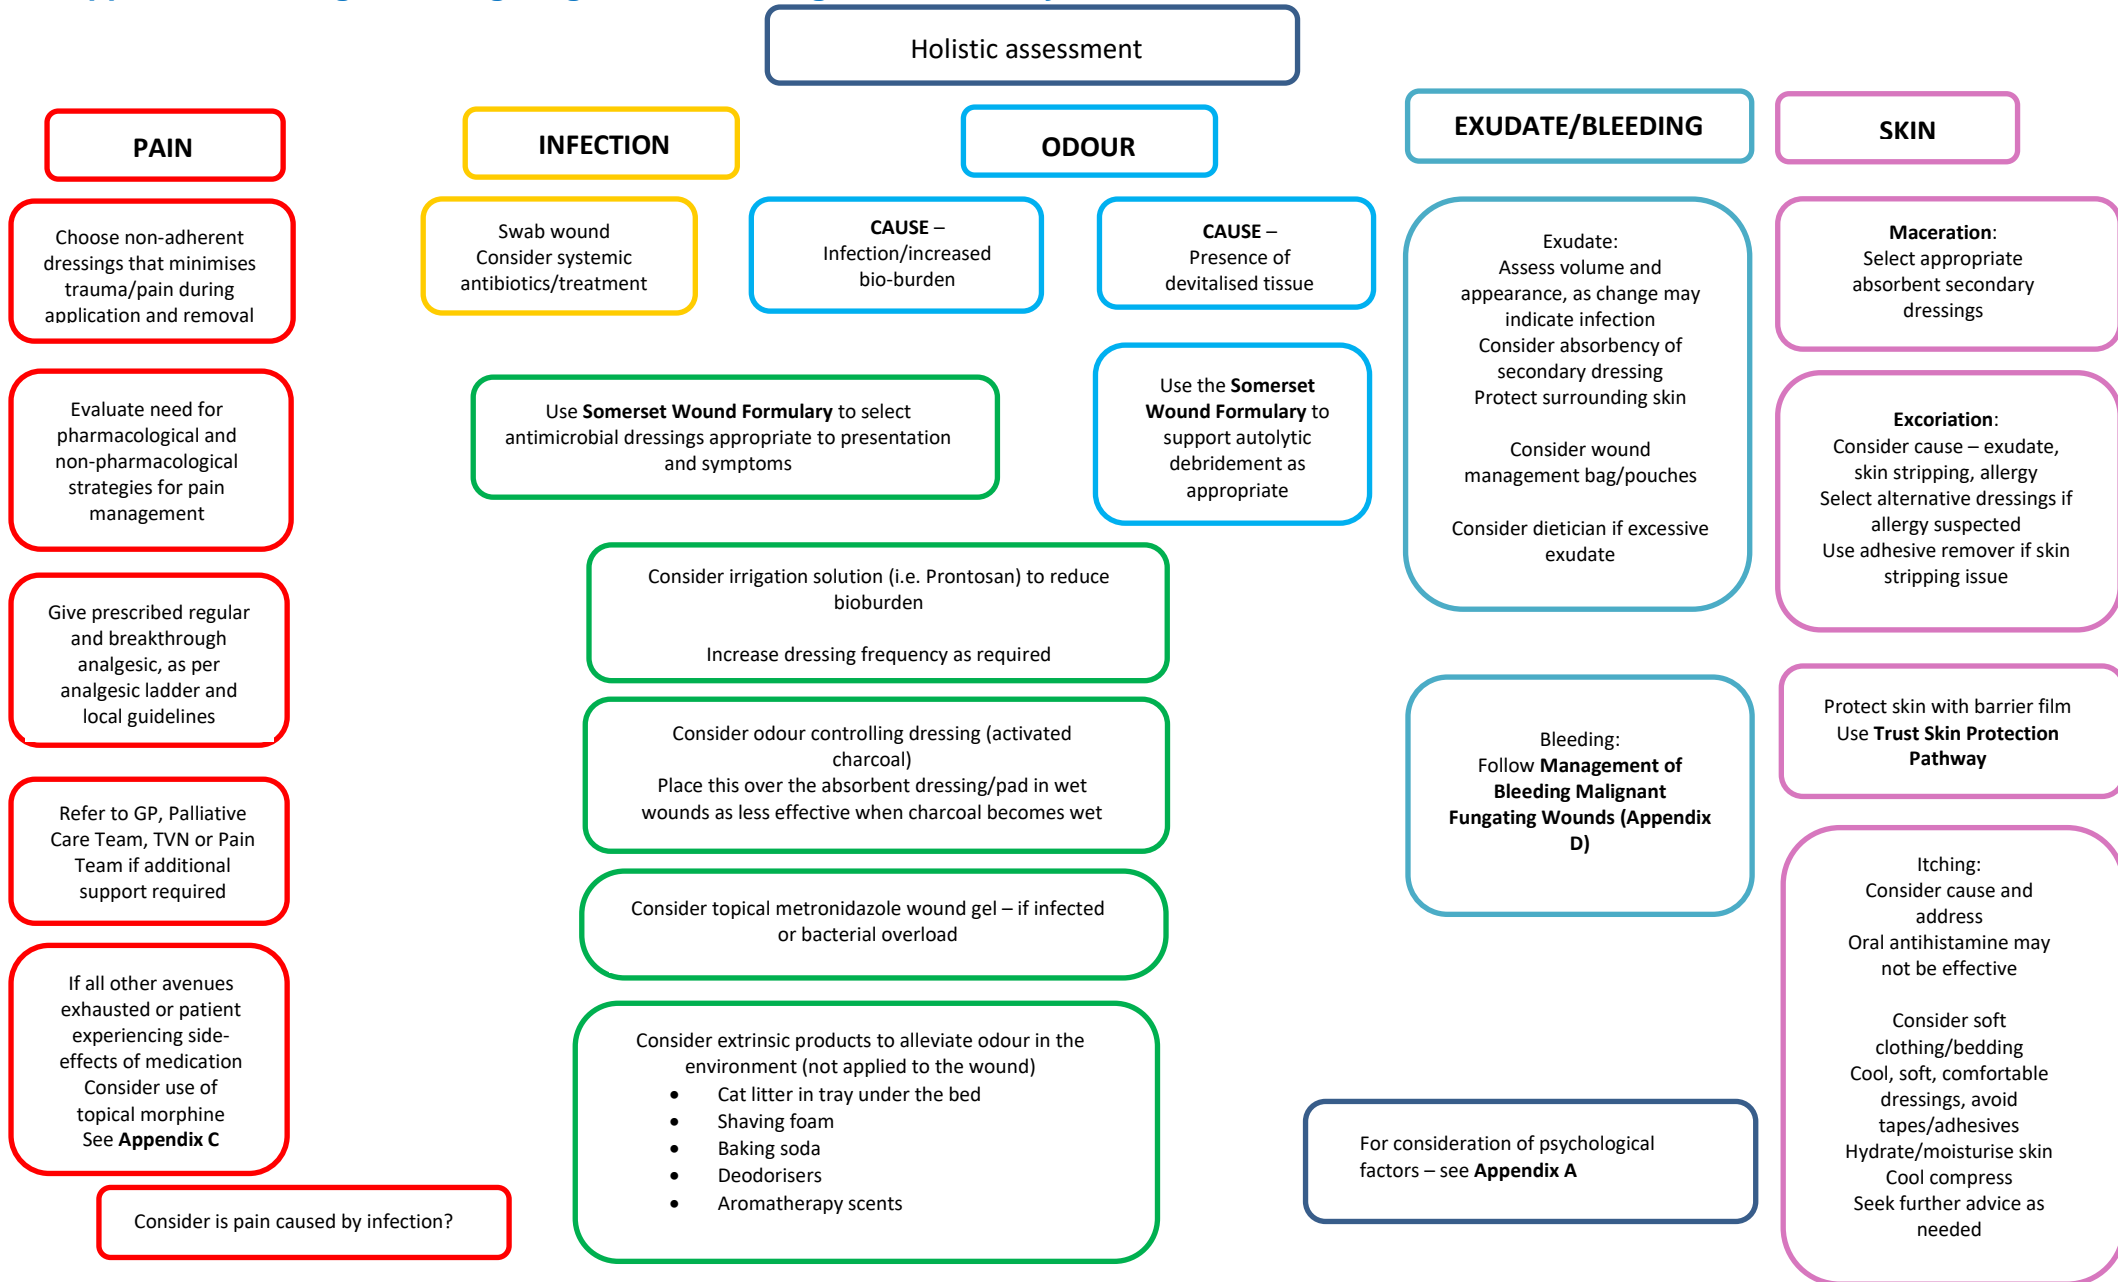 Holistic assessment
PAIN
Choose non-adherent
dressings that minimises
trauma/pain during
application and removal
Evaluate need for
pharmacological and
non-pharmacological
strategies for pain
management
Give prescribed regular
and breakthrough
analgesic, as per
analgesic ladder and
local guidelines
Refer to GP, Palliative
Care Team, TVN or Pain
Team if additional
support required
If all other avenues
exhausted or patient
experiencing side-
effects of medication
Consider use of
topical morphine
See Appendix C
Consider is pain caused by infection?
INFECTION
Swab wound
Consider systemic
antibiotics/treatment
ODOUR
CAUSE –
Infection/increased
bio-burden
CAUSE –
Presence of
devitalised tissue
Use Somerset Wound Formulary to select
antimicrobial dressings appropriate to presentation
and symptoms
Use the Somerset
Wound Formulary to
support autolytic
debridement as
appropriate
Consider irrigation solution (i.e. Prontosan) to reduce
bioburden
Increase dressing frequency as required
Consider odour controlling dressing (activated
charcoal)
Place this over the absorbent dressing/pad in wet
wounds as less effective when charcoal becomes wet
Consider topical metronidazole wound gel – if infected
or bacterial overload
Consider extrinsic products to alleviate odour in the
environment (not applied to the wound)
• Cat litter in tray under the bed
• Shaving foam
• Baking soda
• Deodorisers
• Aromatherapy scents
EXUDATE/BLEEDING
Exudate:
Assess volume and
appearance, as change may
indicate infection
Consider absorbency of
secondary dressing
Protect surrounding skin
Consider wound
management bag/pouches
Consider dietician if excessive
exudate
Bleeding:
Follow Management of
Bleeding Malignant
Fungating Wounds (Appendix
D)
For consideration of psychological
factors – see Appendix A
SKIN
Maceration:
Select appropriate
absorbent secondary
dressings
Excoriation:
Consider cause – exudate,
skin stripping, allergy
Select alternative dressings if
allergy suspected
Use adhesive remover if skin
stripping issue
Protect skin with barrier film
Use Trust Skin Protection
Pathway
Itching:
Consider cause and
address
Oral antihistamine may
not be effective
Consider soft
clothing/bedding
Cool, soft, comfortable
dressings, avoid
tapes/adhesives
Hydrate/moisturise skin
Cool compress
Seek further advice as
needed